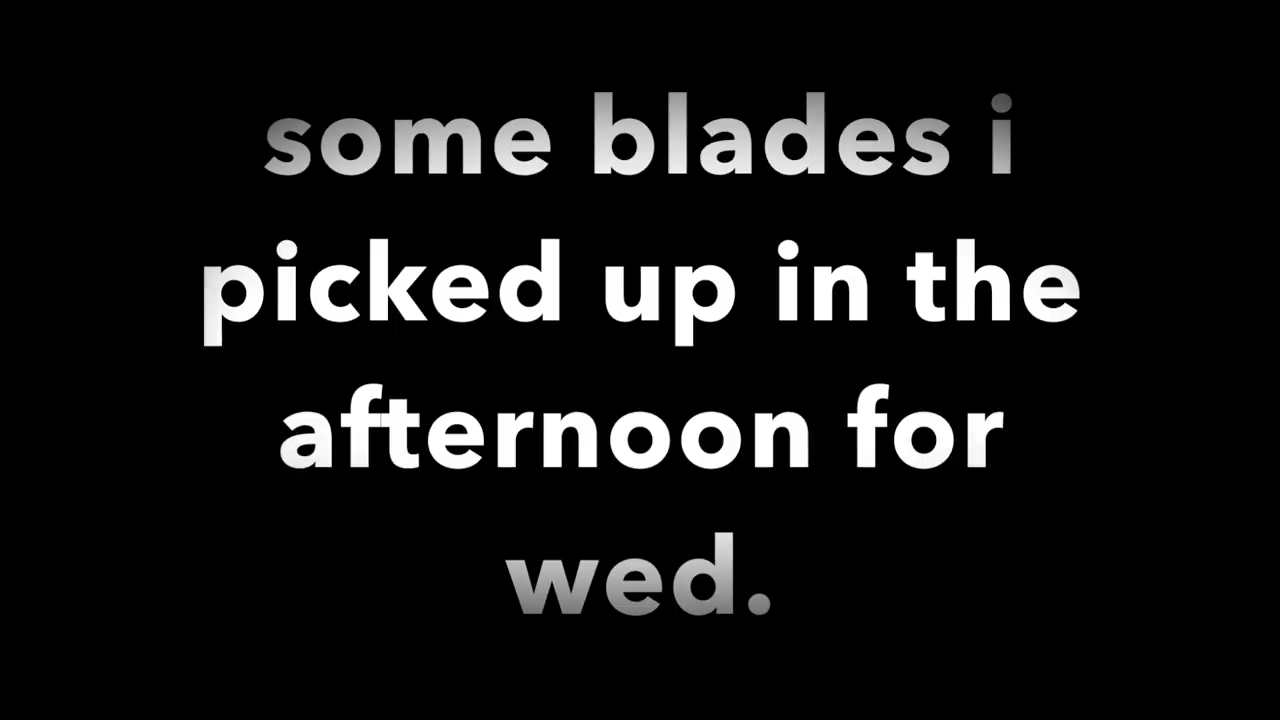 some blades i
picked up in the
afternoon for
wed.